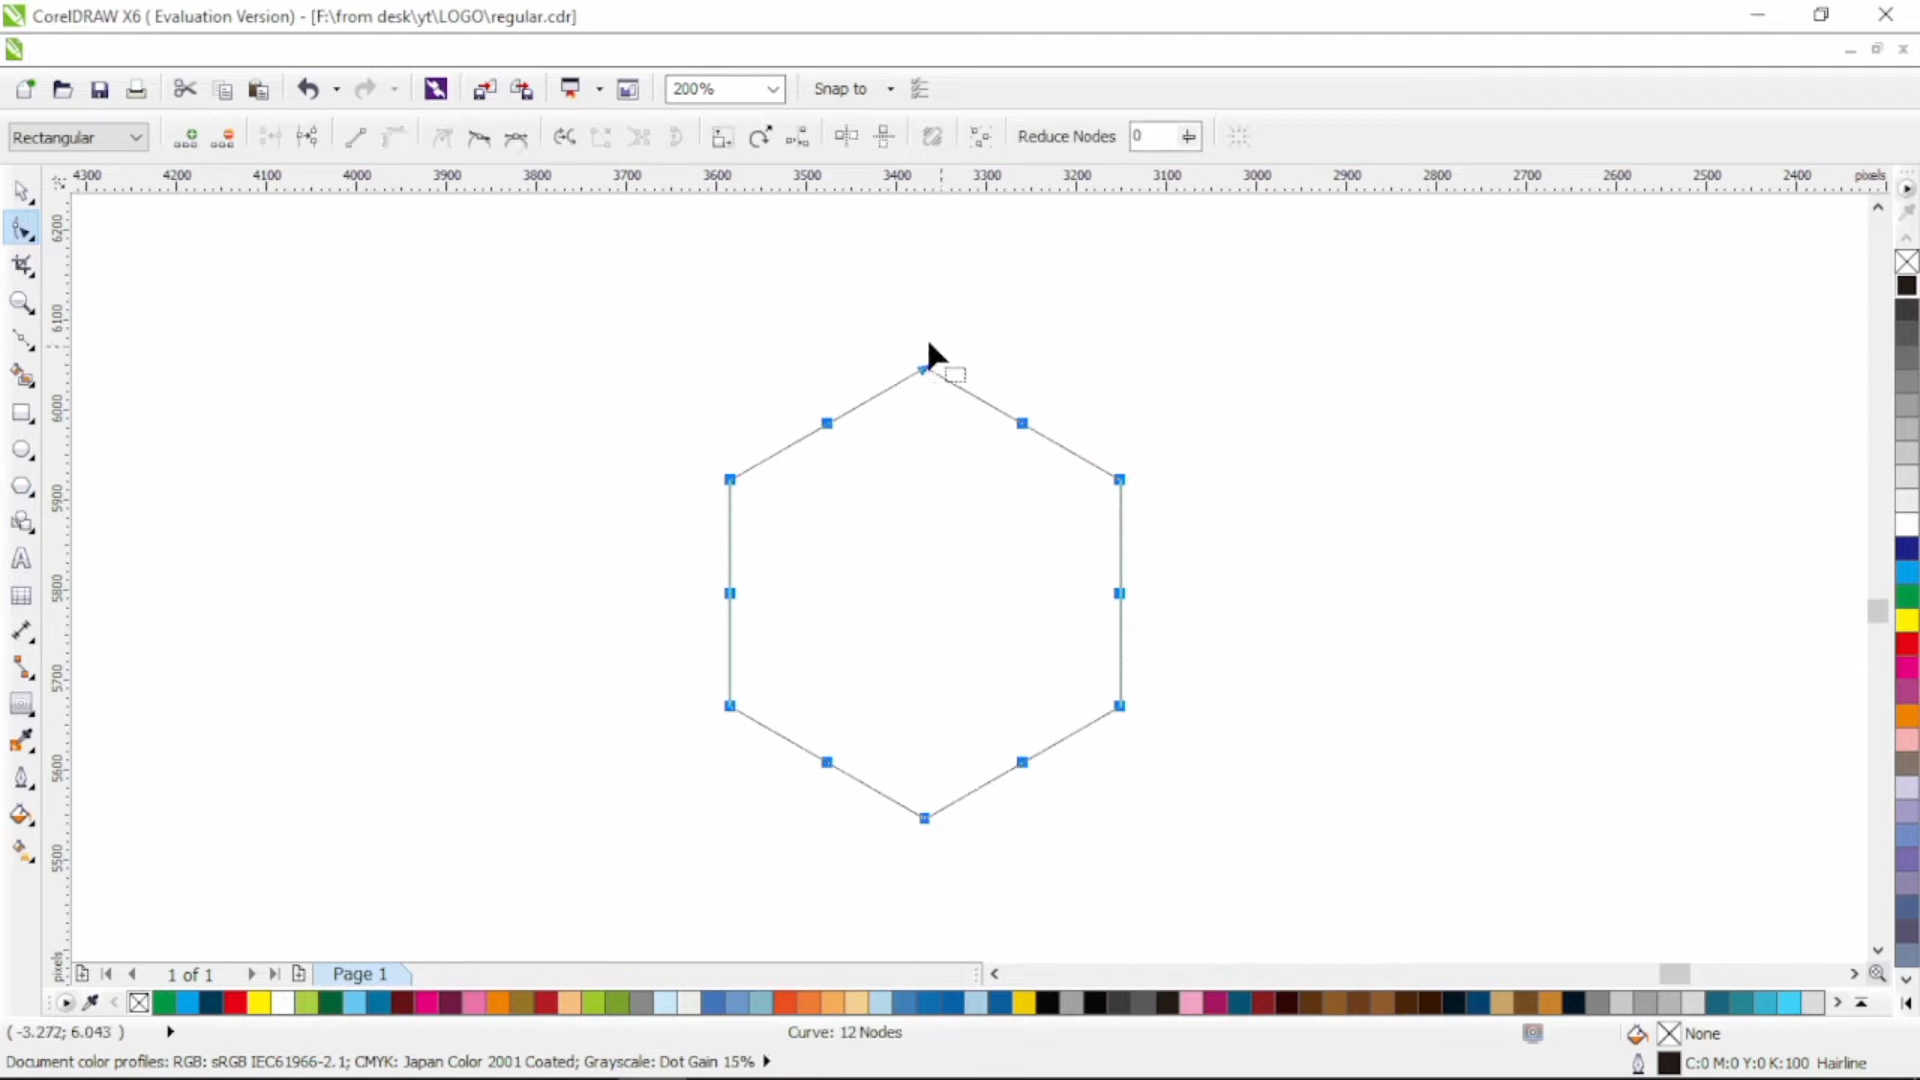 CorelDRAW X6 ( Evaluation Version) - [F:\from desk\yt\LOGO\regular.cdr]
200%
Snap to
Rectangular
Reduce Nodes 0
4300 4200 4100 4000 3900 3800 3700 3600 3500 3400 3300 3200 3100 3000 2900 2800 2700 2600 2500 2400 pixels
6200
6100
6000
5900
5800
5700
5600
5500
pixels
1 of 1
Page 1
( -3.272; 6.043 )
Curve: 12 Nodes
None
Document color profiles: RGB: sRGB IEC61966-2.1; CMYK: Japan Color 2001 Coated; Grayscale: Dot Gain 15%
C:0 M:0 Y:0 K:100 Hairline